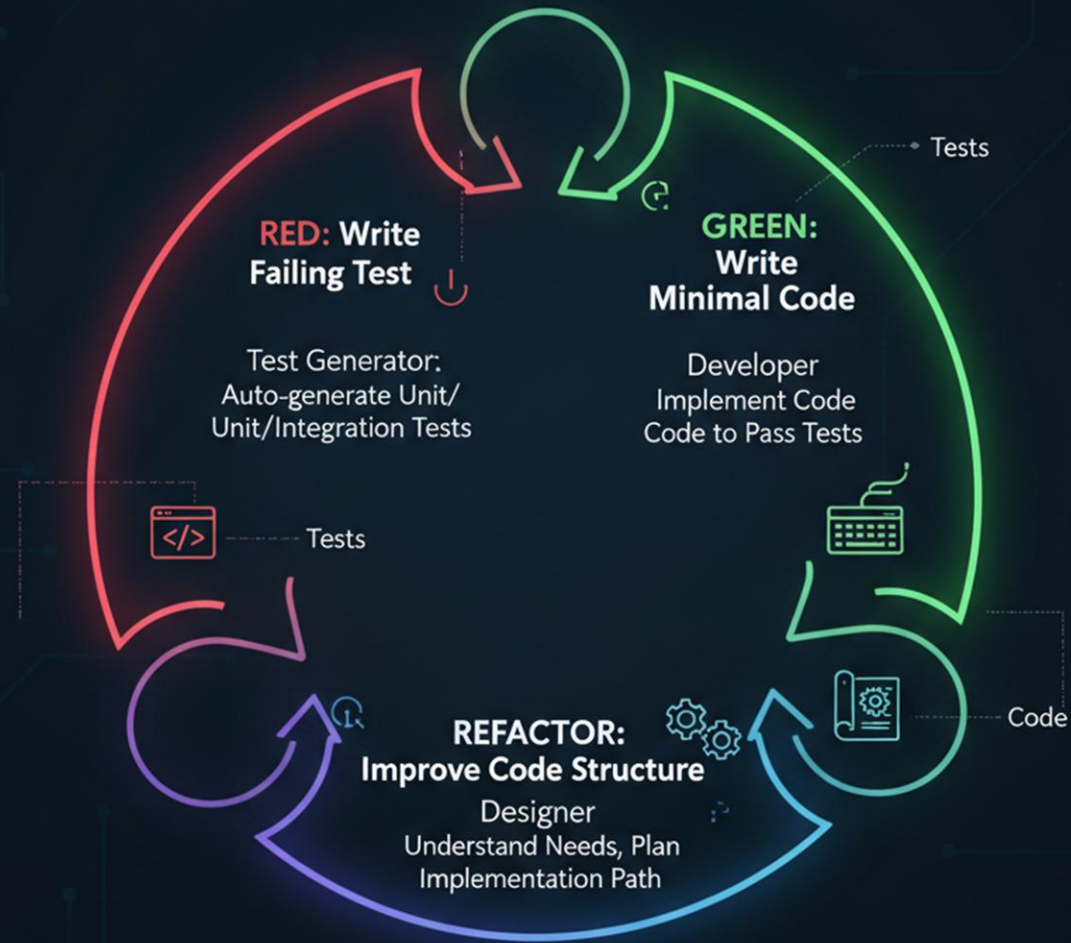 Tests
RED: Write
Failing Test
GREEN:
Write
Minimal Code
Test Generator:
Auto-generate Unit/
Unit/Integration Tests
Developer
Implement Code
Code to Pass Tests
</>
Tests
Code
REFACTOR:
Improve Code Structure
Designer
Understand Needs, Plan
Implementation Path